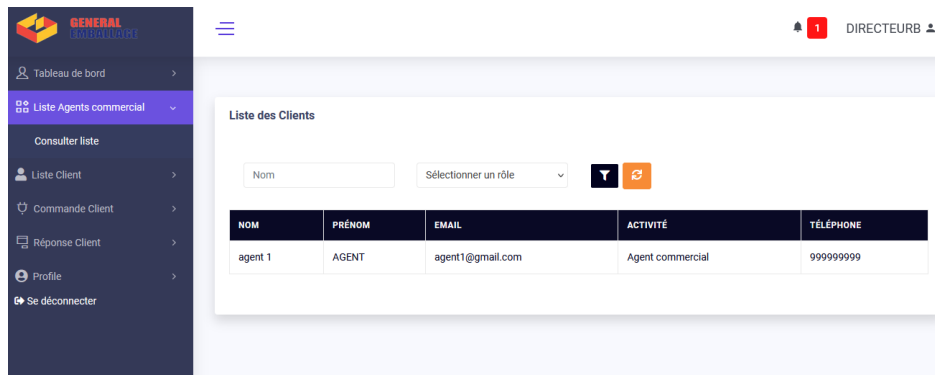 GENERAL
EMBALLAGE
1 DIRECTEURB
Tableau de bord
Liste Agents commercial
Consulter liste
Liste Client
Commande Client
Réponse Client
Profile
Se déconnecter
Liste des Clients
Nom Sélectionner un rôle
NOM PRÉNOM EMAIL ACTIVITÉ TÉLÉPHONE
agent 1 AGENT agent1@gmail.com Agent commercial 999999999